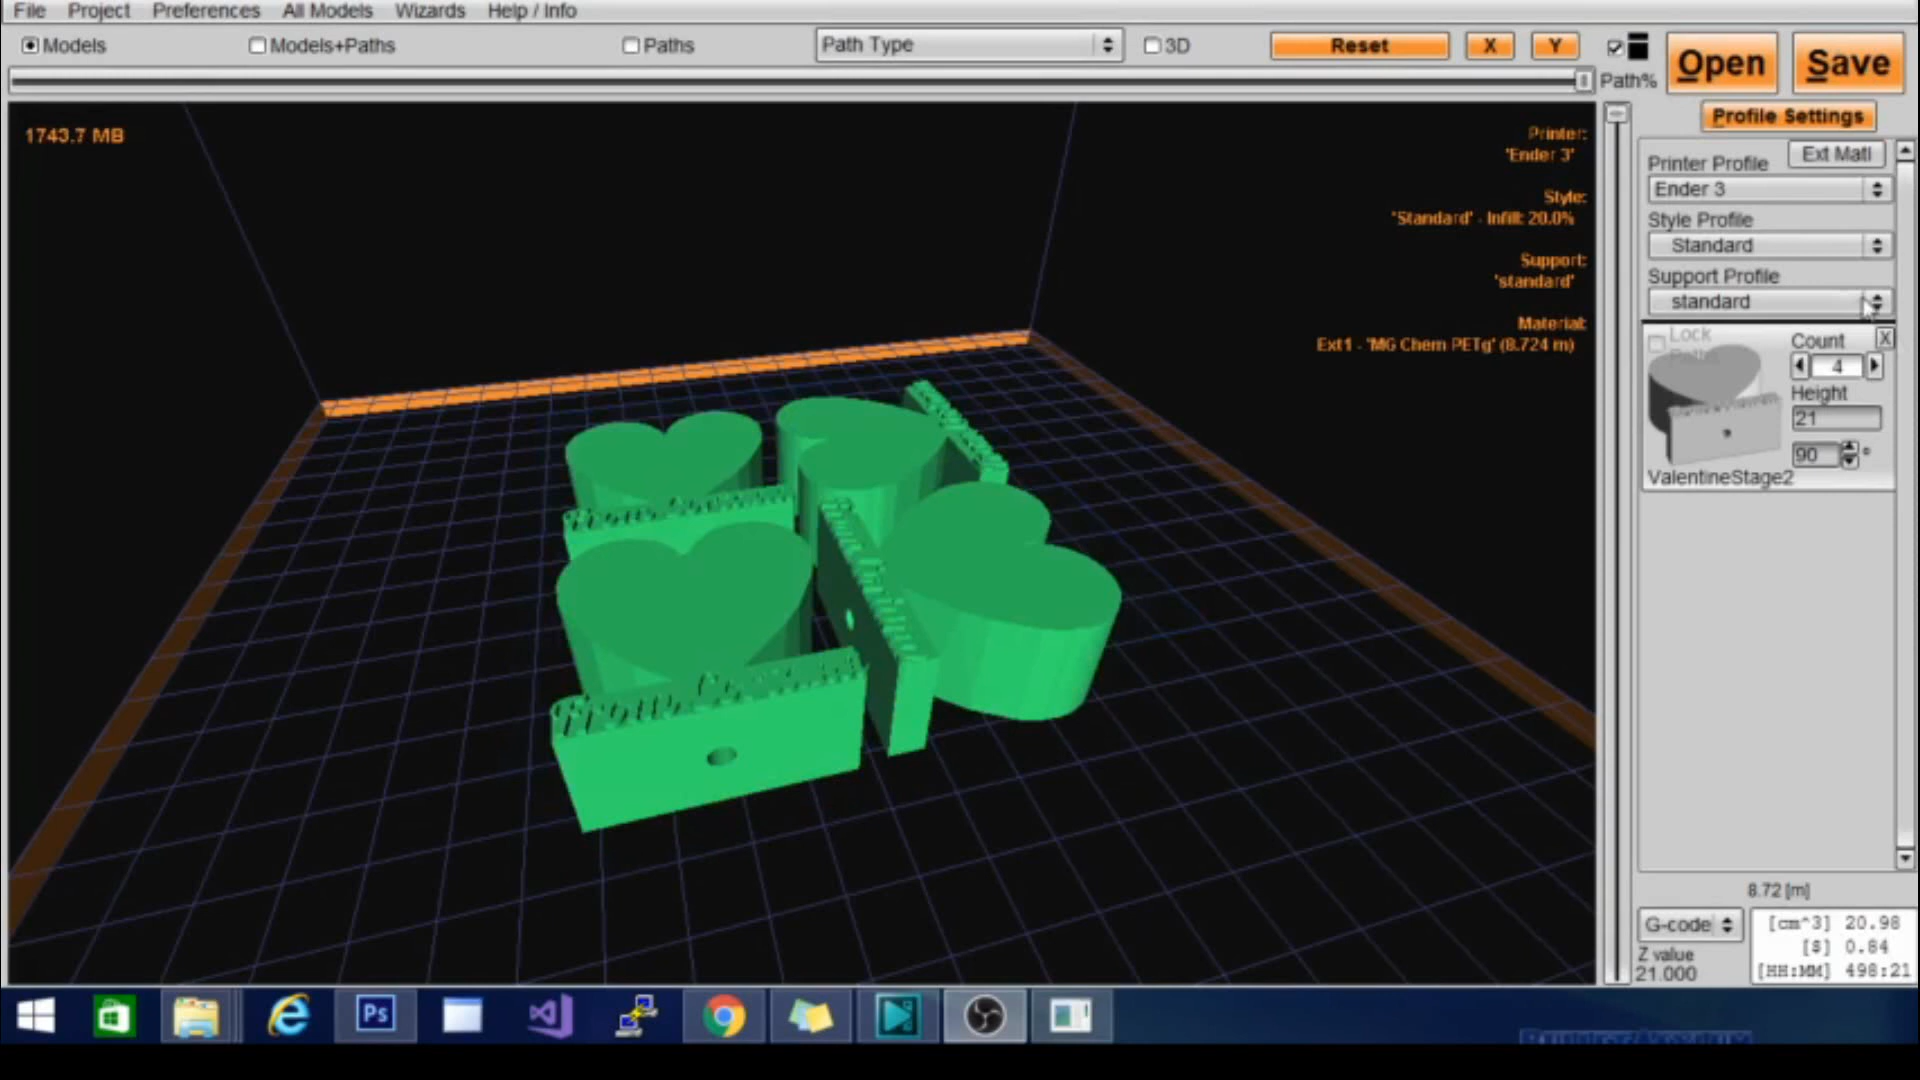 File Project Preferences All Models Wizards Help / Info
Models Models+Paths Paths Path Type 3D Reset X Y
Open Save
Path%
Profile Settings
1743.7 MB
Printer:
'Ender 3'
Style:
'Standard' - Infill: 20.0%
Support:
'standard'
Material:
Ext1 - 'MG Chem PETg' (8.724 m)
Printer Profile Ext Matl
Ender 3
Style Profile
Standard
Support Profile
standard
Lock
Count X
4
Height
21
90 °
ValentineStage2
8.72 [m]
G-code
Z value
21.000
[cm^3] 20.98
[$] 0.84
[HH:MM] 498:21
Ps